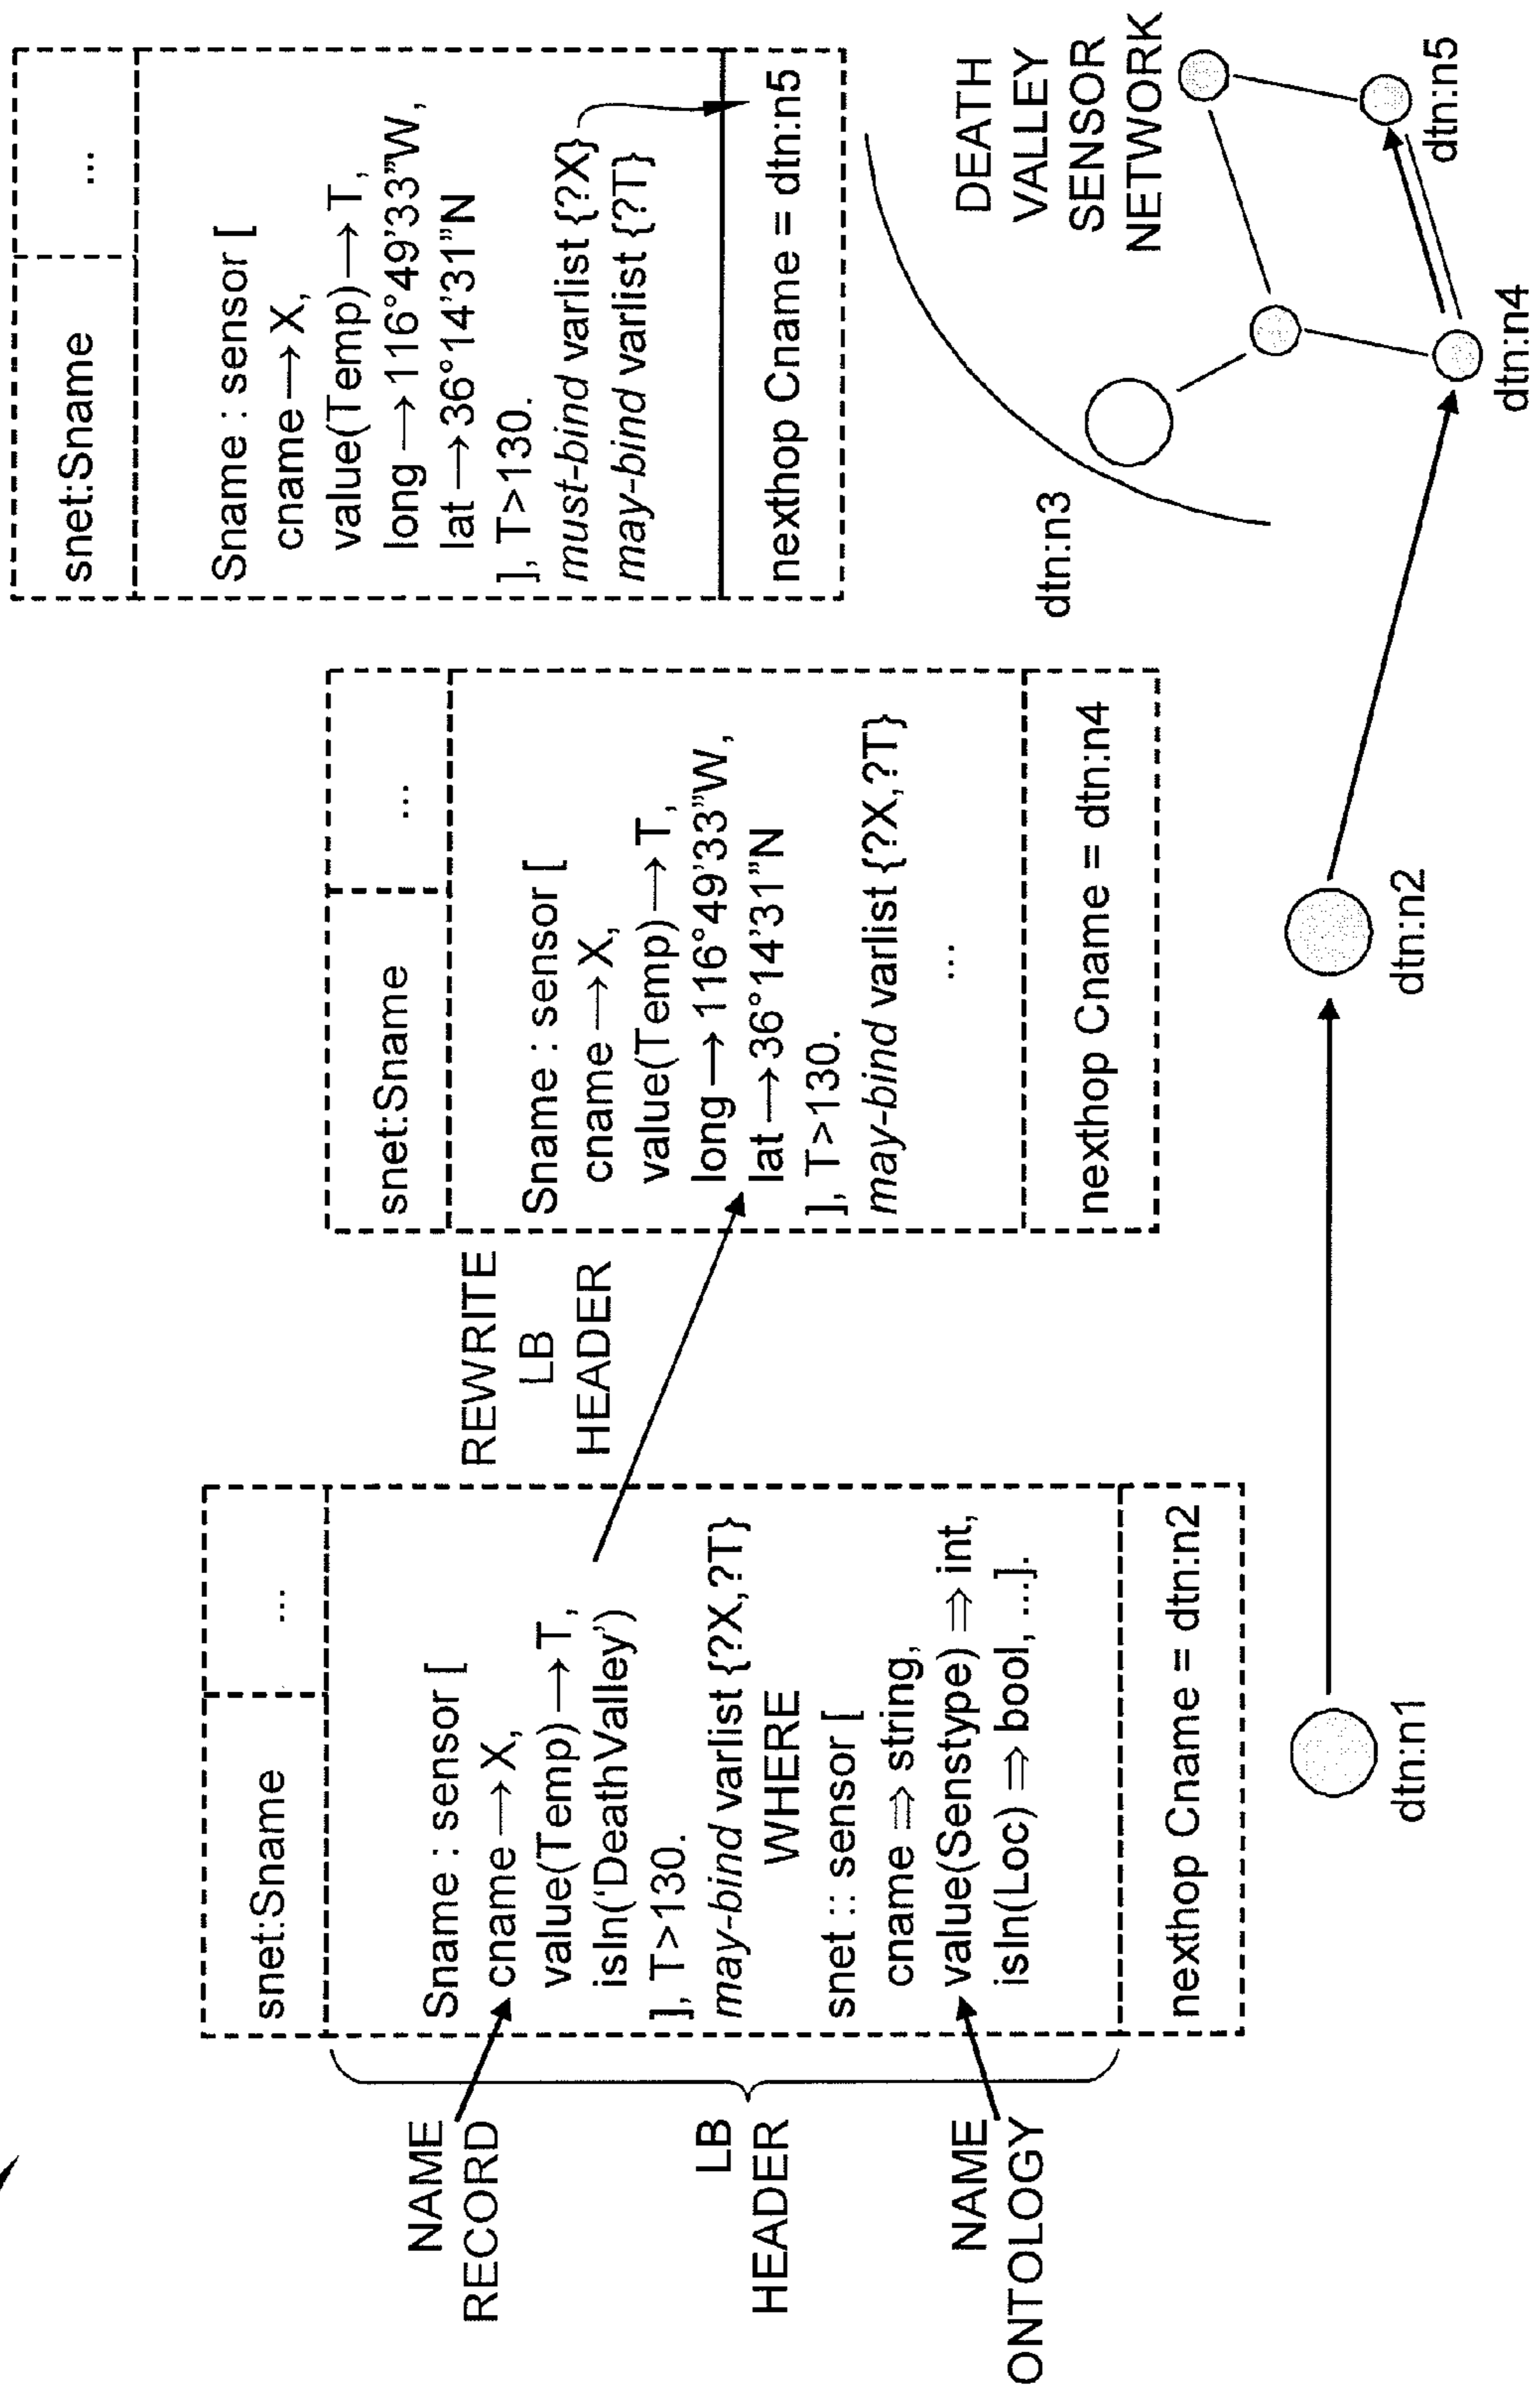 NAME
RECORD
LB
HEADER
NAME
ONTOLOGY
snet:Sname
...
Sname : sensor [
cname → X,
value(Temp) → T,
isIn('DeathValley')
], T>130.
may-bind varlist {?X,?T}
WHERE
snet :: sensor [
cname ⇒ string,
value(Senstype) ⇒ int,
isIn(Loc) ⇒ bool, ...].
nexthop Cname = dtn:n2
REWRITE
LB
HEADER
snet:Sname
...
Sname : sensor [
cname → X,
value(Temp) → T,
long → 116°49'33"W,
lat → 36°14'31"N
], T>130.
may-bind varlist {?X,?T}
...
nexthop Cname = dtn:n4
snet:Sname
...
Sname : sensor [
cname → X,
value(Temp) → T,
long → 116°49'33"W,
lat → 36°14'31"N
], T>130.
must-bind varlist {?X}
may-bind varlist {?T}
nexthop Cname = dtn:n5
dtn:n1
dtn:n2
dtn:n3
DEATH
VALLEY
SENSOR
NETWORK
dtn:n4
dtn:n5